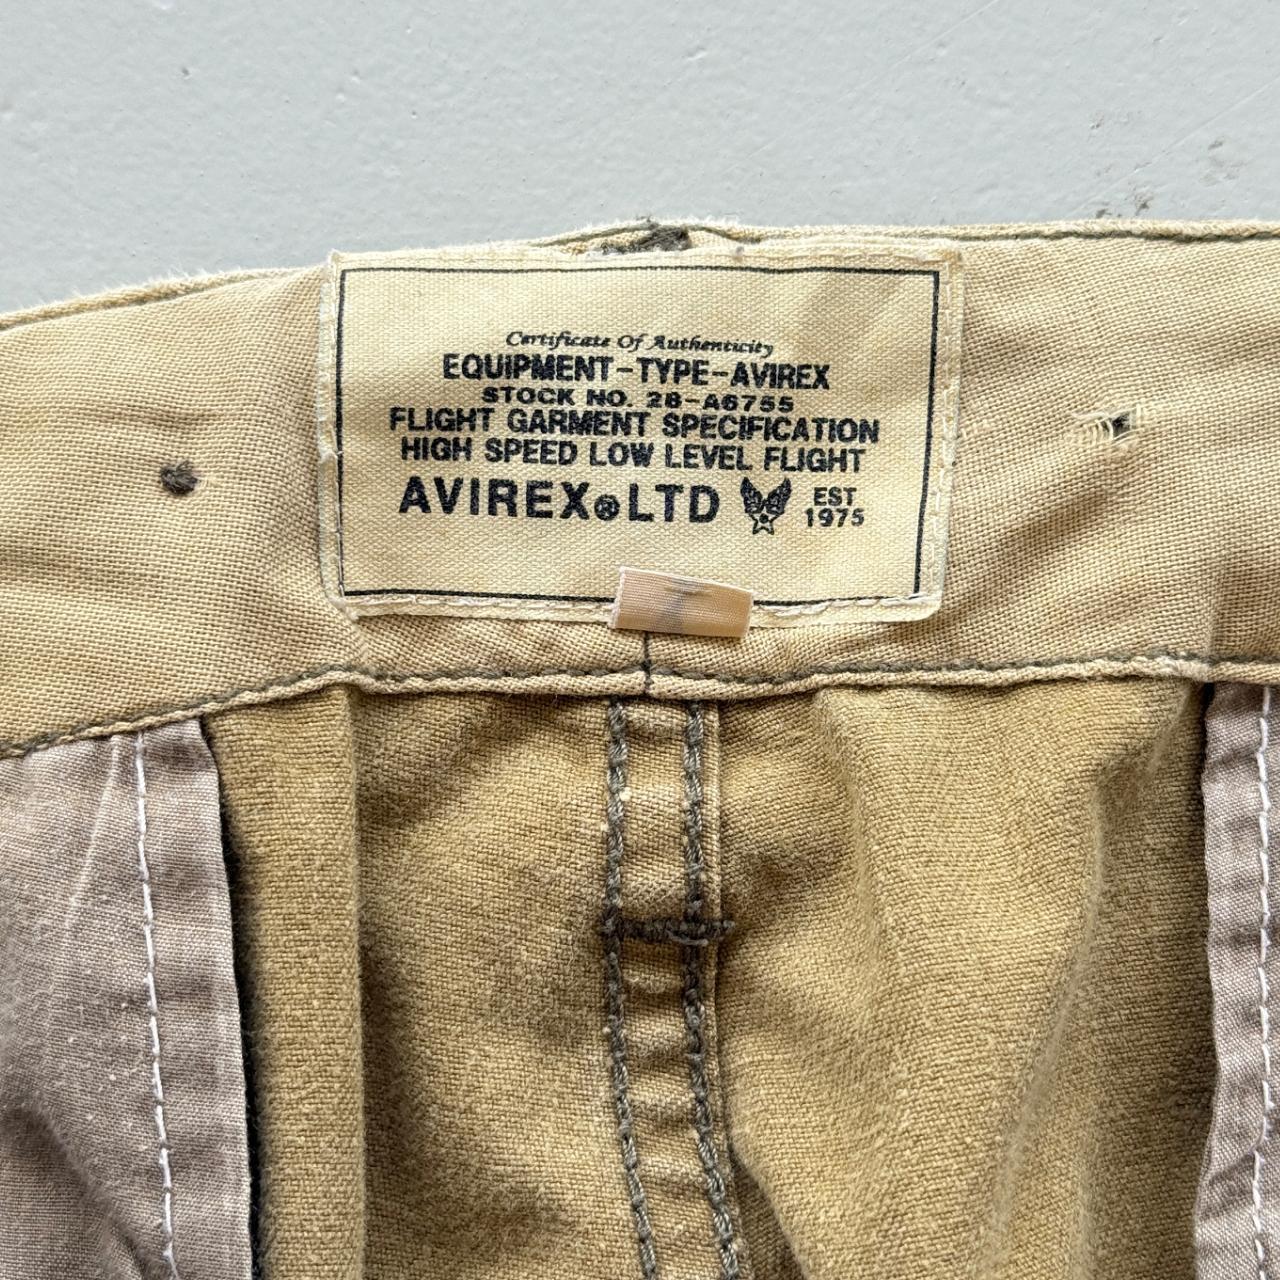 Certificate Of Authenticity
EQUIPMENT-TYPE-AVIREX
STOCK NO. 28-A6755
FLIGHT GARMENT SPECIFICATION
HIGH SPEED LOW LEVEL FLIGHT
AVIREX®LTD EST 1975